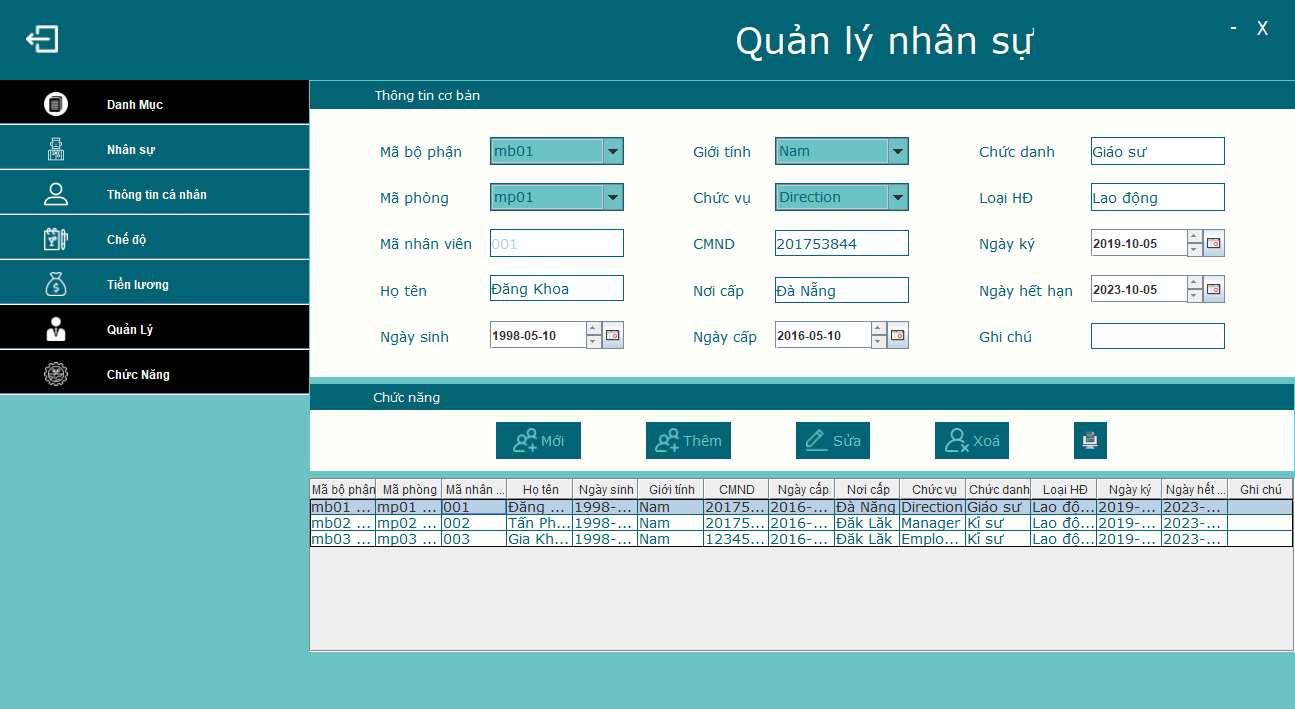 Quản lý nhân sự
- X
Danh Mục
Nhân sự
Thông tin cá nhân
Chế độ
Tiền lương
Quản Lý
Chức Năng
Thông tin cơ bản
Mã bộ phận mb01 Giới tính Nam Chức danh Giáo sư
Mã phòng mp01 Chức vụ Direction Loại HĐ Lao động
Mã nhân viên 001 CMND 201753844 Ngày ký 2019-10-05
Họ tên Đăng Khoa Nơi cấp Đà Nẵng Ngày hết hạn 2023-10-05
Ngày sinh 1998-05-10 Ngày cấp 2016-05-10 Ghi chú
Chức năng
Mới Thêm Sửa Xoá
Mã bộ phận Mã phòng Mã nhân ... Họ tên Ngày sinh Giới tính CMND Ngày cấp Nơi cấp Chức vụ Chức danh Loại HĐ Ngày ký Ngày hết ... Ghi chú
mb01 ... mp01 ... 001 Đăng ... 1998-... Nam 20175... 2016-... Đà Nẵng Direction Giáo sư Lao độ... 2019-... 2023-...
mb02 ... mp02 ... 002 Tấn Ph... 1998-... Nam 20175... 2016-... Đăk Lăk Manager Kĩ sư Lao độ... 2019-... 2023-...
mb03 ... mp03 ... 003 Gia Kh... 1998-... Nam 12345... 2016-... Đăk Lăk Emplo... Kĩ sư Lao độ... 2019-... 2023-...